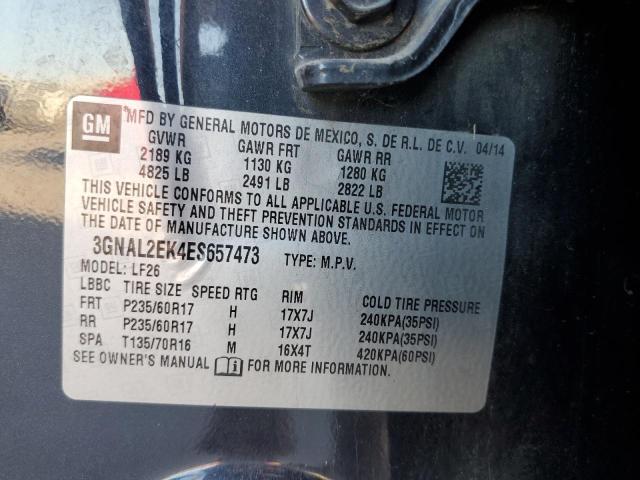 GM
MFD BY GENERAL MOTORS DE MEXICO, S. DE R.L. DE C.V. 04/14
GVWR GAWR FRT GAWR RR
2189 KG 1130 KG 1280 KG
4825 LB 2491 LB 2822 LB
THIS VEHICLE CONFORMS TO ALL APPLICABLE U.S. FEDERAL MOTOR
VEHICLE SAFETY AND THEFT PREVENTION STANDARDS IN EFFECT ON
THE DATE OF MANUFACTURE SHOWN ABOVE.
3GNAL2EK4ES657473 TYPE: M.P.V.
MODEL: LF26
LBBC TIRE SIZE SPEED RTG RIM COLD TIRE PRESSURE
FRT P235/60R17 H 17X7J 240KPA(35PSI)
RR P235/60R17 H 17X7J 240KPA(35PSI)
SPA T135/70R16 M 16X4T 420KPA(60PSI)
SEE OWNER'S MANUAL FOR MORE INFORMATION.